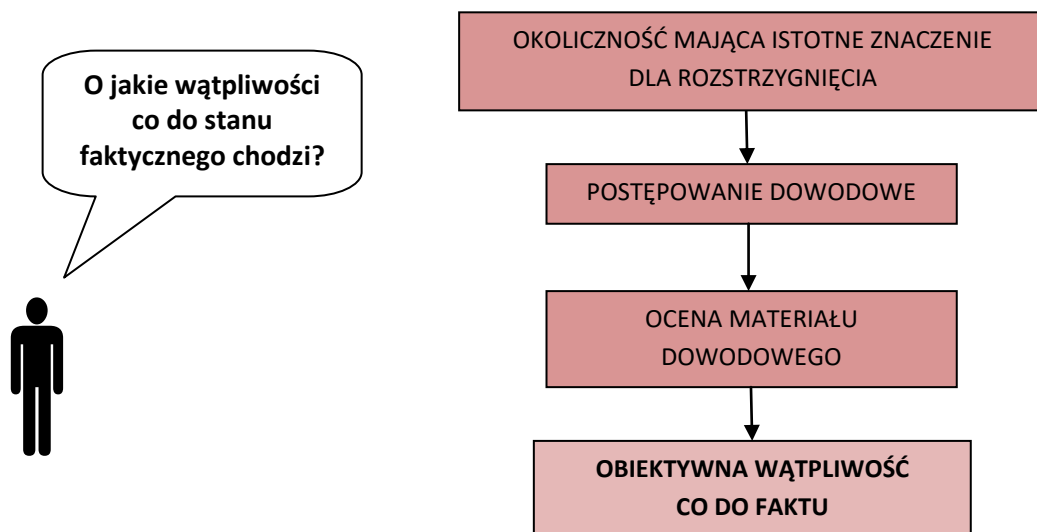 O jakie wątpliwości
co do stanu
faktycznego chodzi?
OKOLICZNOŚĆ MAJĄCA ISTOTNE ZNACZENIE
DLA ROZSTRZYGNIĘCIA
POSTĘPOWANIE DOWODOWE
OCENA MATERIAŁU
DOWODOWEGO
OBIEKTYWNA WĄTPLIWOŚĆ
CO DO FAKTU